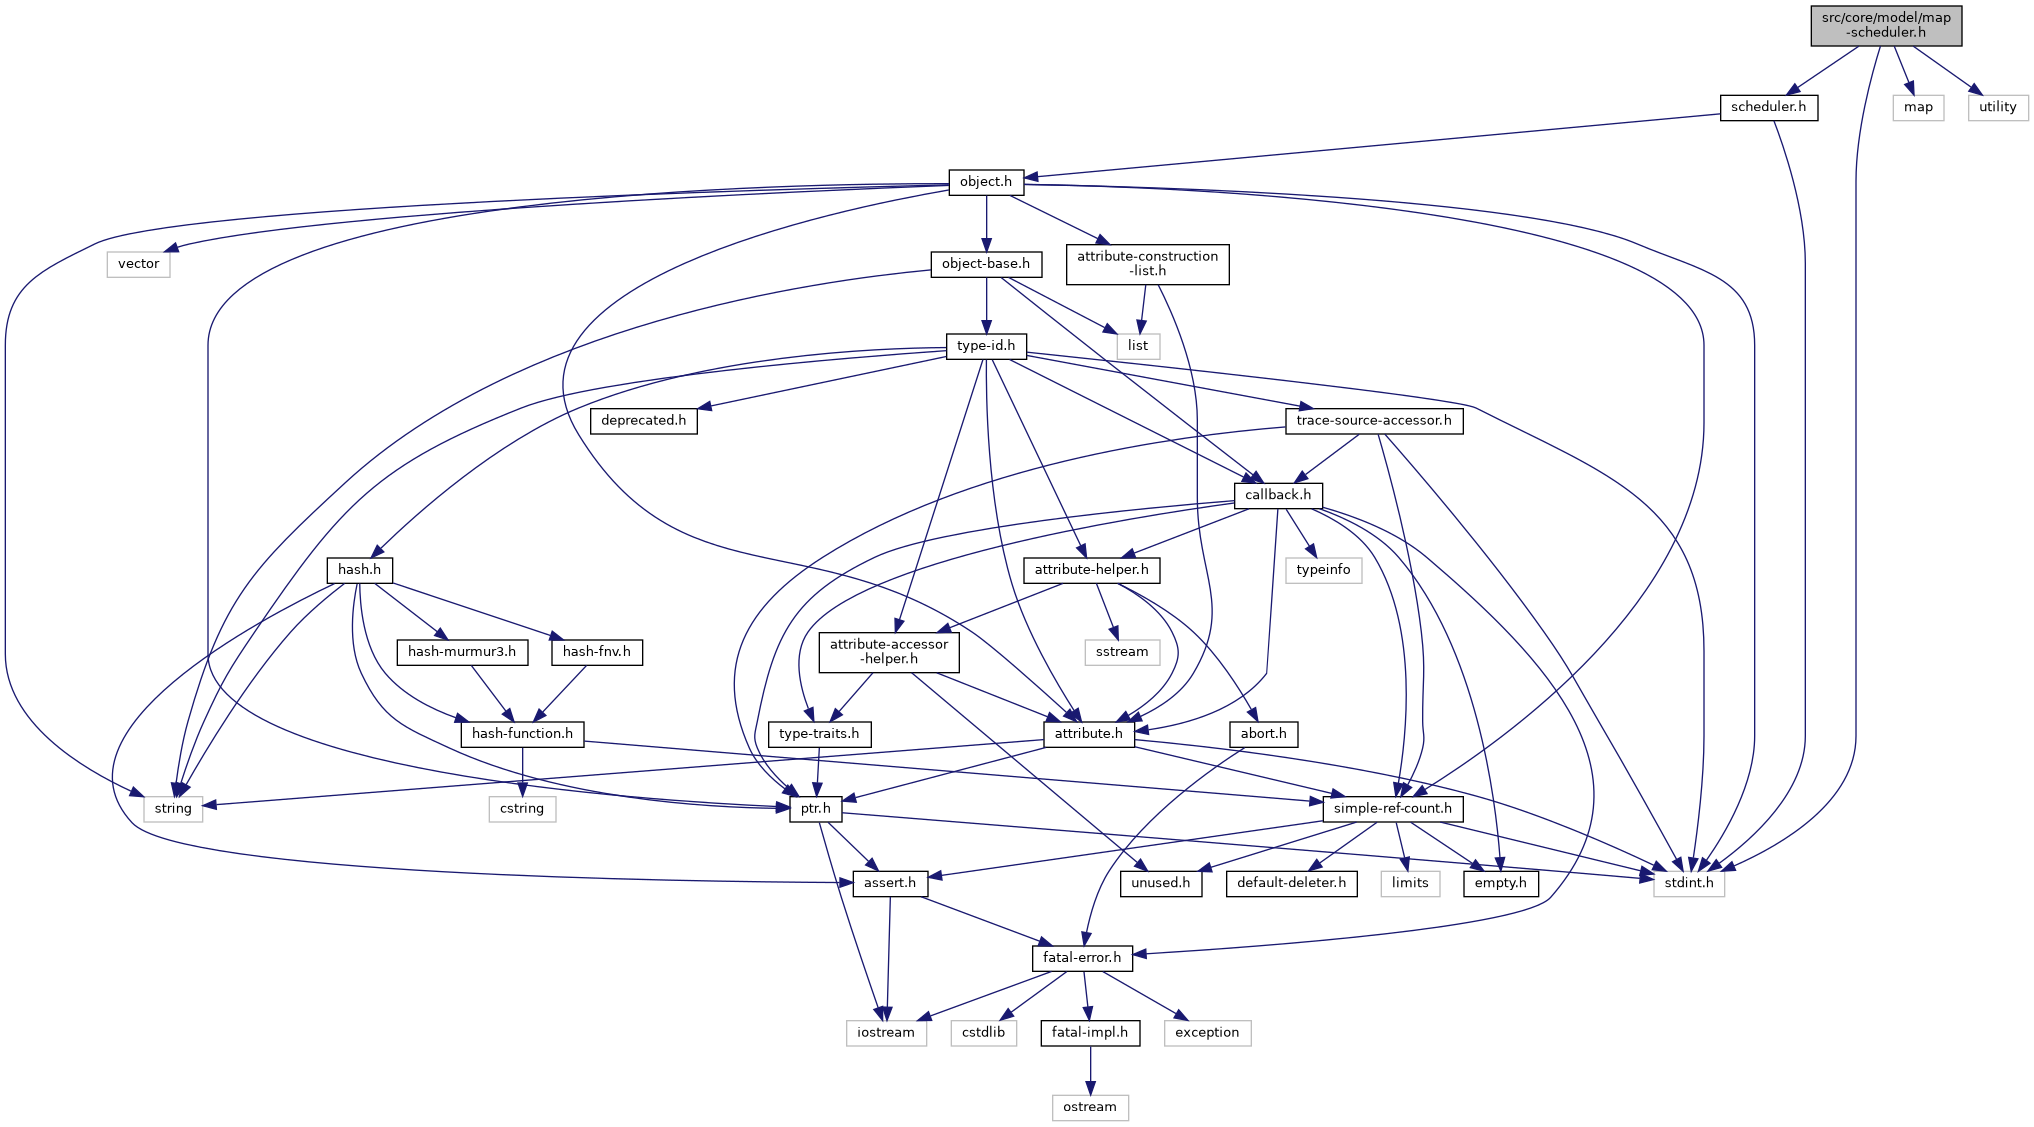 src/core/model/map
-scheduler.h
scheduler.h
map
utility
object.h
vector
object-base.h
attribute-construction
-list.h
type-id.h
list
deprecated.h
trace-source-accessor.h
callback.h
hash.h
attribute-helper.h
typeinfo
hash-murmur3.h
hash-fnv.h
attribute-accessor
-helper.h
sstream
hash-function.h
type-traits.h
attribute.h
abort.h
string
cstring
ptr.h
simple-ref-count.h
assert.h
unused.h
default-deleter.h
limits
empty.h
stdint.h
fatal-error.h
iostream
cstdlib
fatal-impl.h
exception
ostream